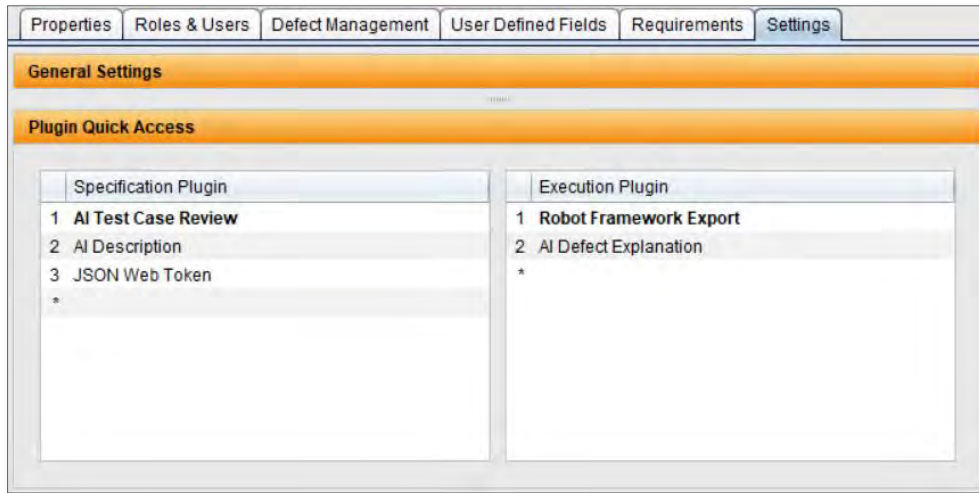 Properties Roles & Users Defect Management User Defined Fields Requirements Settings
General Settings
Plugin Quick Access
Specification Plugin
1 AI Test Case Review
2 AI Description
3 JSON Web Token
*
Execution Plugin
1 Robot Framework Export
2 AI Defect Explanation
*